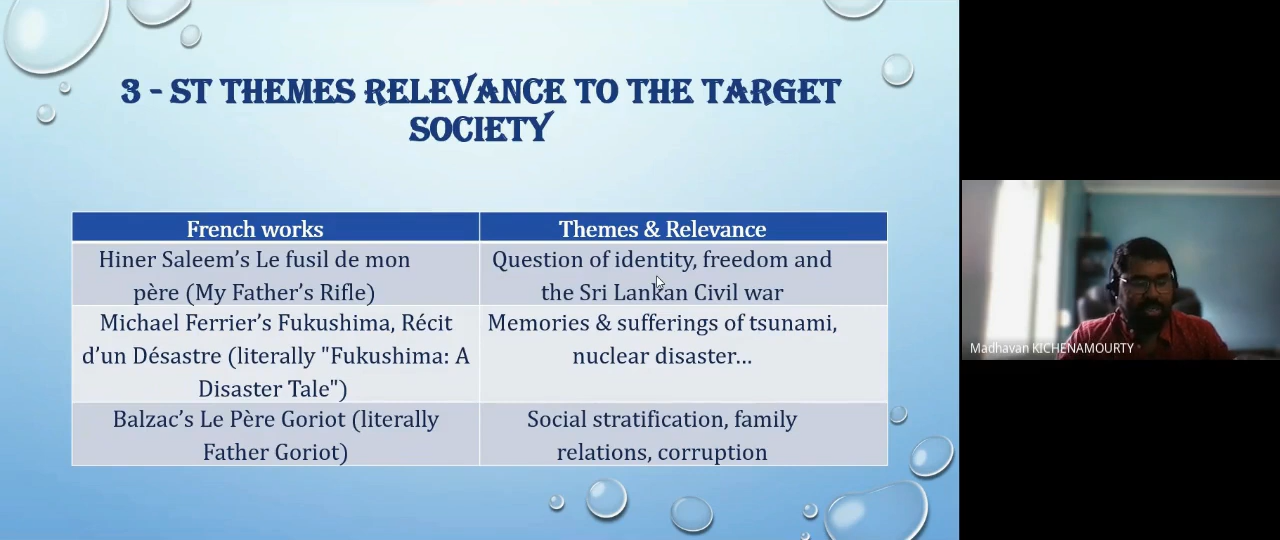 3 - ST THEMES RELEVANCE TO THE TARGET
SOCIETY
French works
Themes & Relevance
Hiner Saleem’s Le fusil de mon
père (My Father’s Rifle)
Question of identity, freedom and
the Sri Lankan Civil war
Michael Ferrier’s Fukushima, Récit
d’un Désastre (literally "Fukushima: A
Disaster Tale")
Memories & sufferings of tsunami,
nuclear disaster...
Balzac’s Le Père Goriot (literally
Father Goriot)
Social stratification, family
relations, corruption
Madhavan KICHENAMOURTY